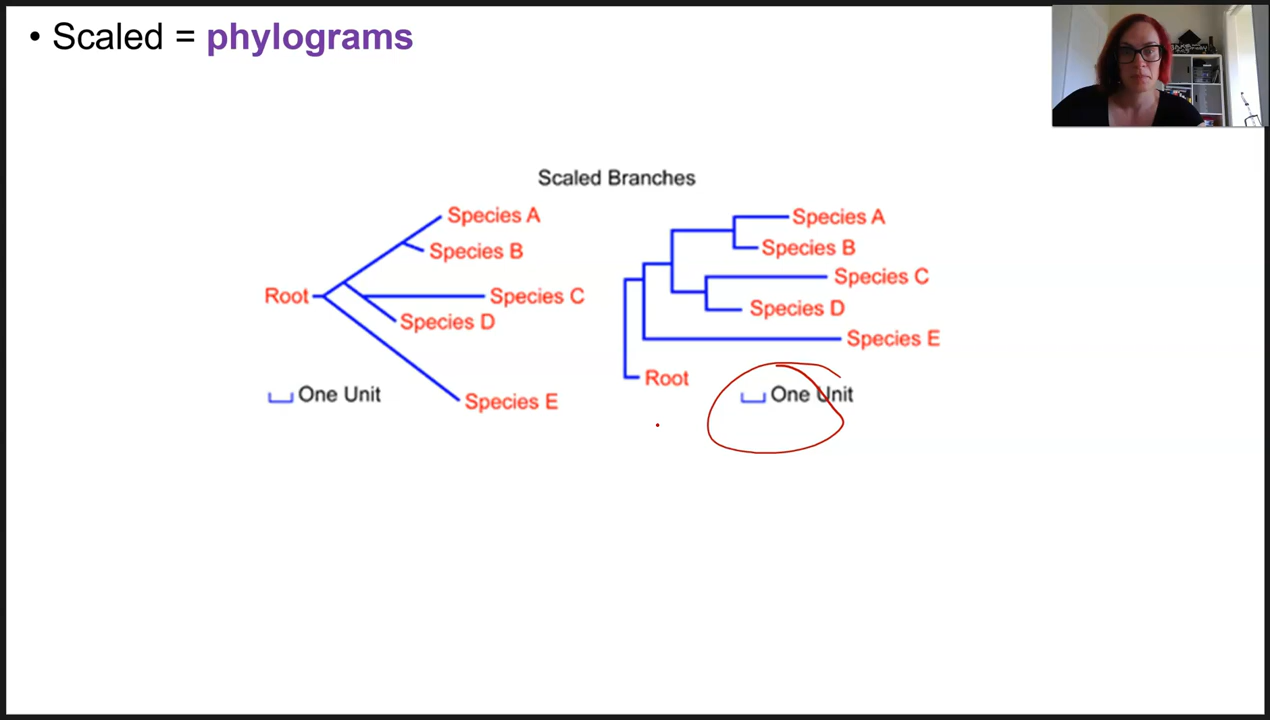 • Scaled = phylograms
Scaled Branches
Species A
Species B
Root
Species C
Species D
Species E
One Unit
Species A
Species B
Species C
Species D
Species E
Root
One Unit